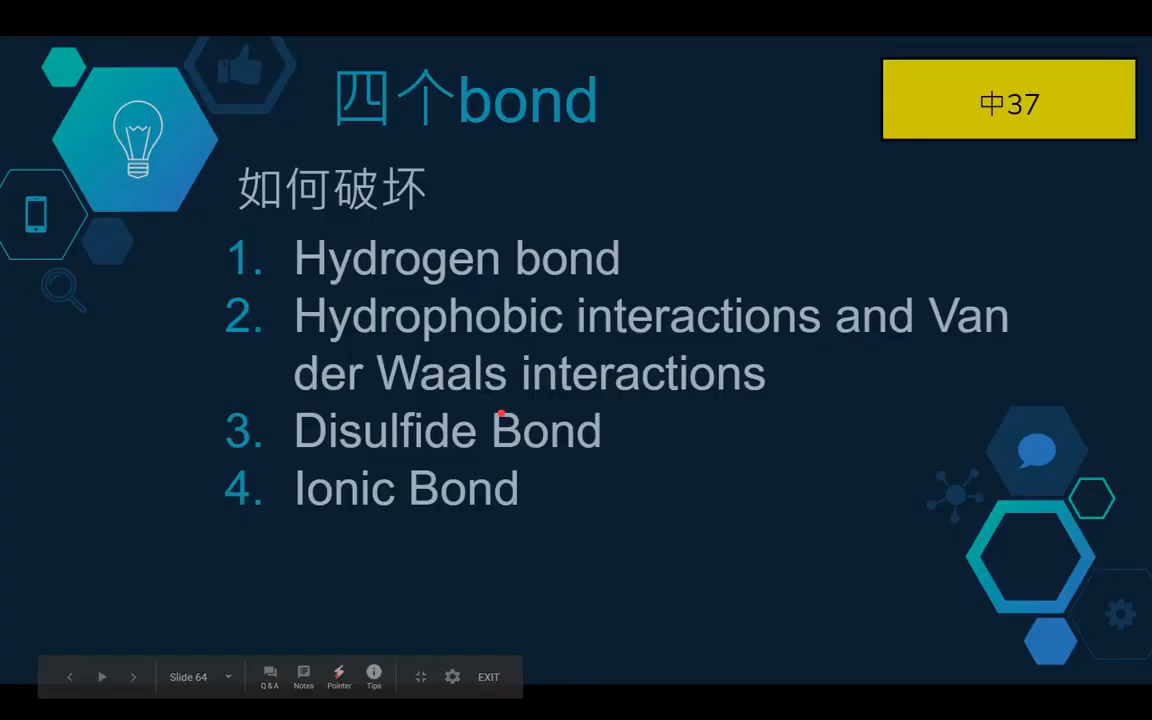 四个bond
中37
如何破坏
1. Hydrogen bond
2. Hydrophobic interactions and Van
der Waals interactions
3. Disulfide Bond
4. Ionic Bond
Slide 64
Q & A
Notes
Pointer
Tips
EXIT